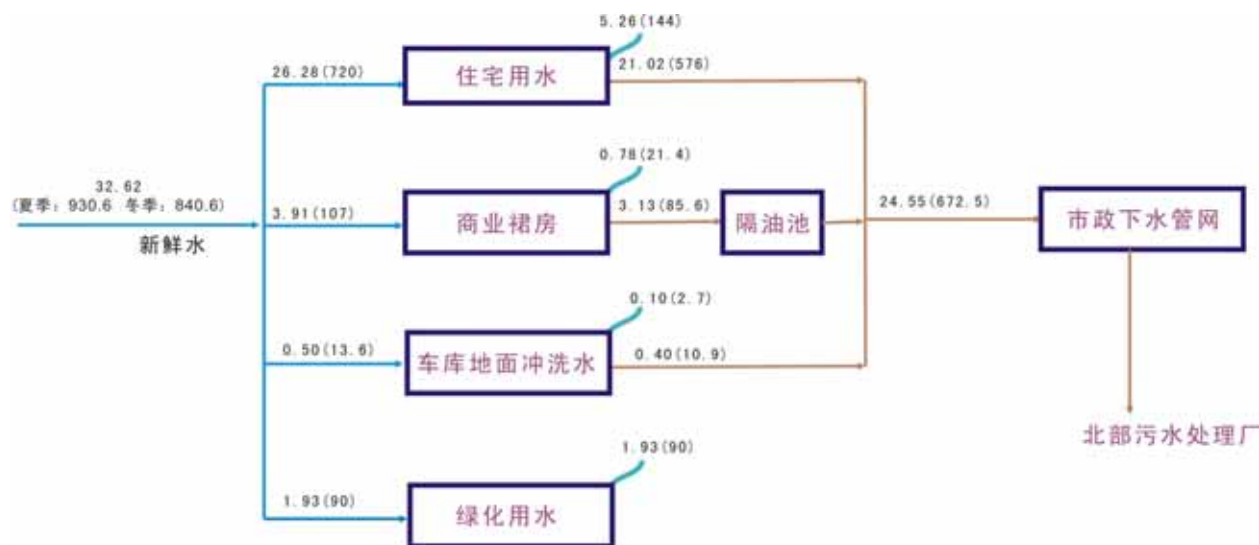 5.26(144)
26.28(720)
住宅用水
21.02(576)
0.78(21.4)
32.62
(夏季：930.6 冬季：840.6)
新鲜水
3.91(107)
商业裙房
3.13(85.6)
隔油池
24.55(672.5)
市政下水管网
0.10(2.7)
0.50(13.6)
车库地面冲洗水
0.40(10.9)
北部污水处理厂
1.93(90)
1.93(90)
绿化用水